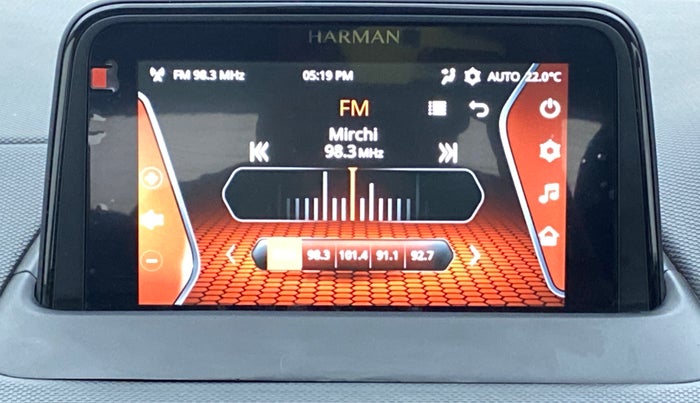 HARMAN
FM 98.3 MHz 05:19 PM AUTO 22.0°C
FM
Mirchi
98.3 MHz
98.3 101.4 91.1 92.7